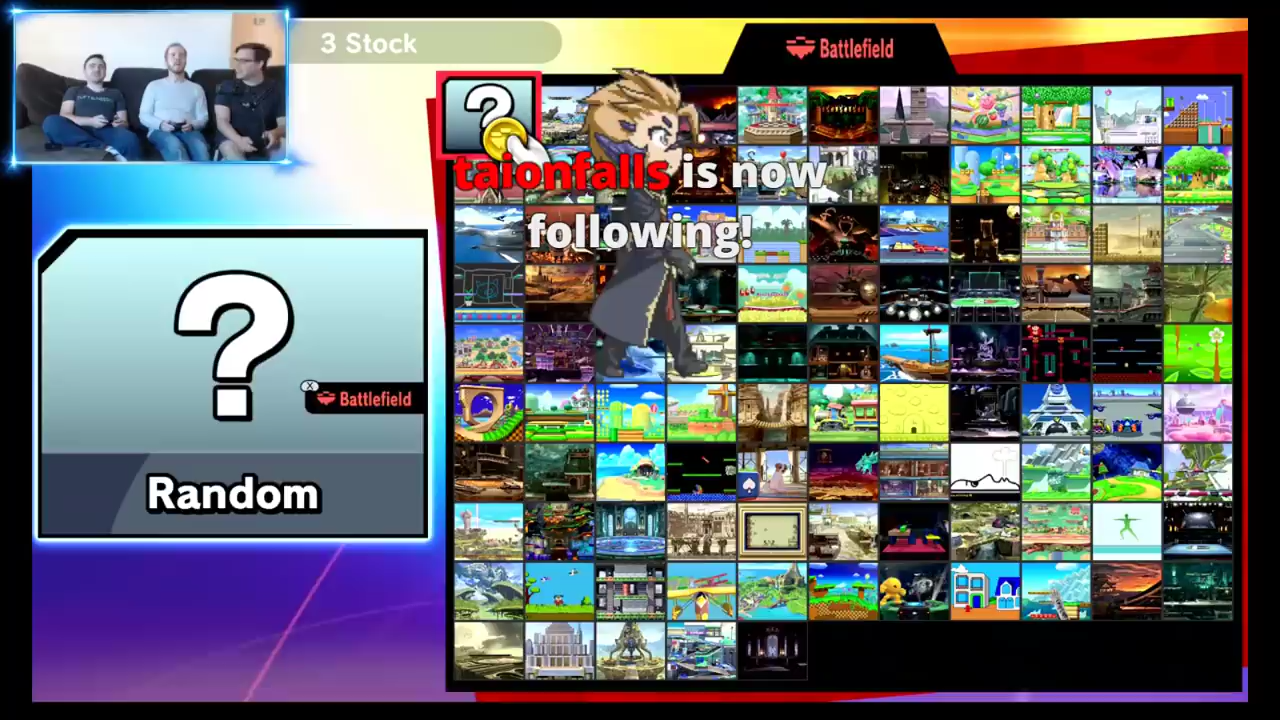 3 Stock
Battlefield
?
taionfalls is now
following!
?
X
Battlefield
Random